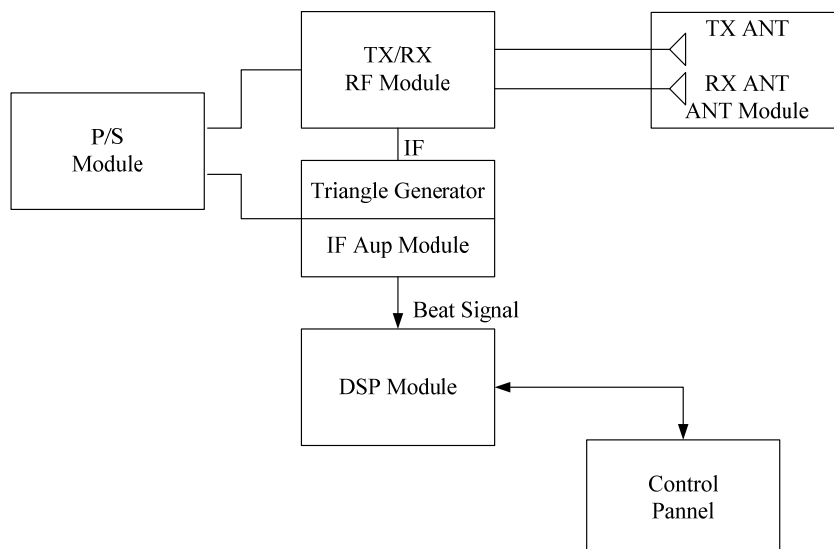 TX/RX
RF Module
TX ANT
RX ANT
ANT Module
P/S
Module
IF
Triangle Generator
IF Aup Module
Beat Signal
DSP Module
Control
Pannel